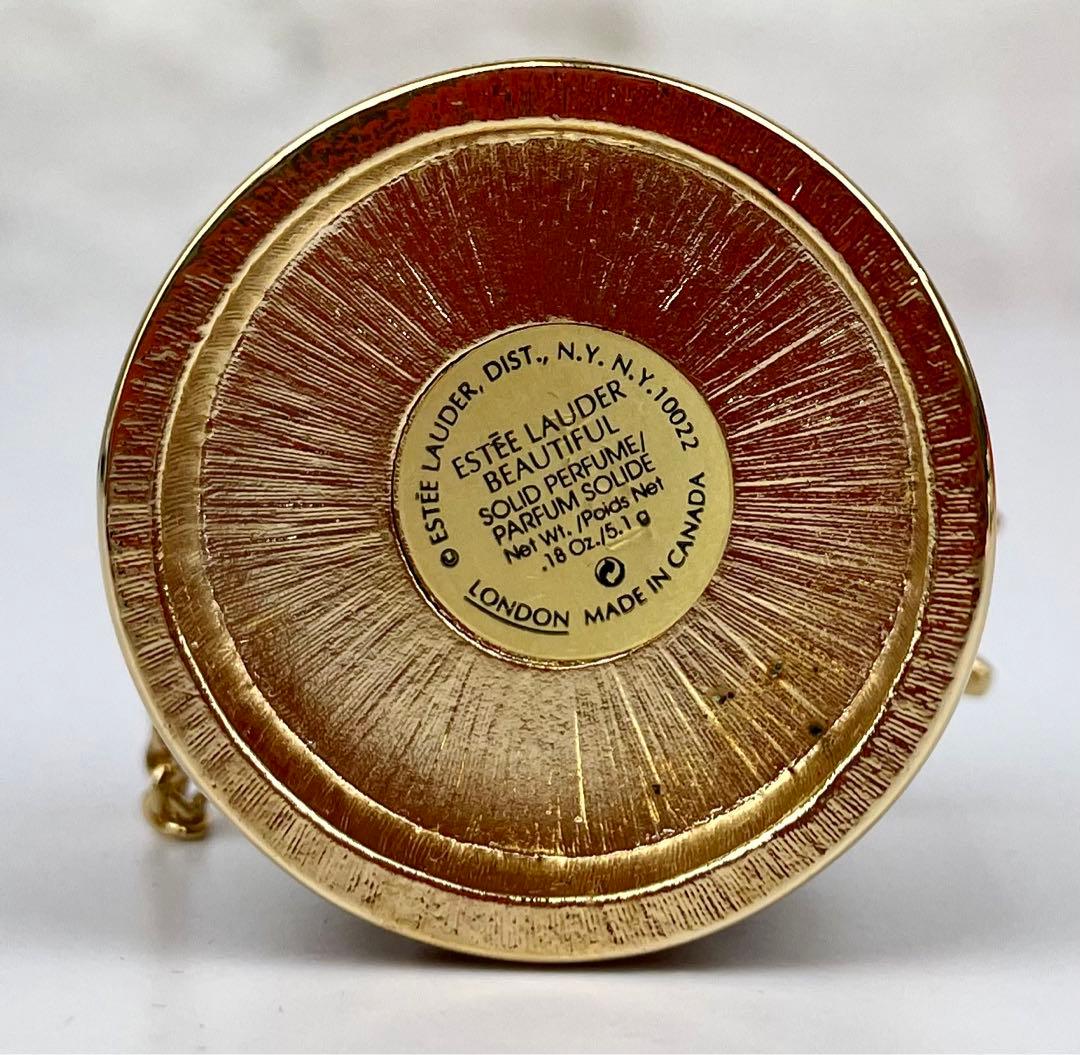 © ESTĒE LAUDER, DIST., N.Y. N.Y. 10022
ESTĒE LAUDER
BEAUTIFUL
SOLID PERFUME/
PARFUM SOLIDE
Net Wt. /Poids Net
.18 Oz./5.1 g
LONDON MADE IN CANADA